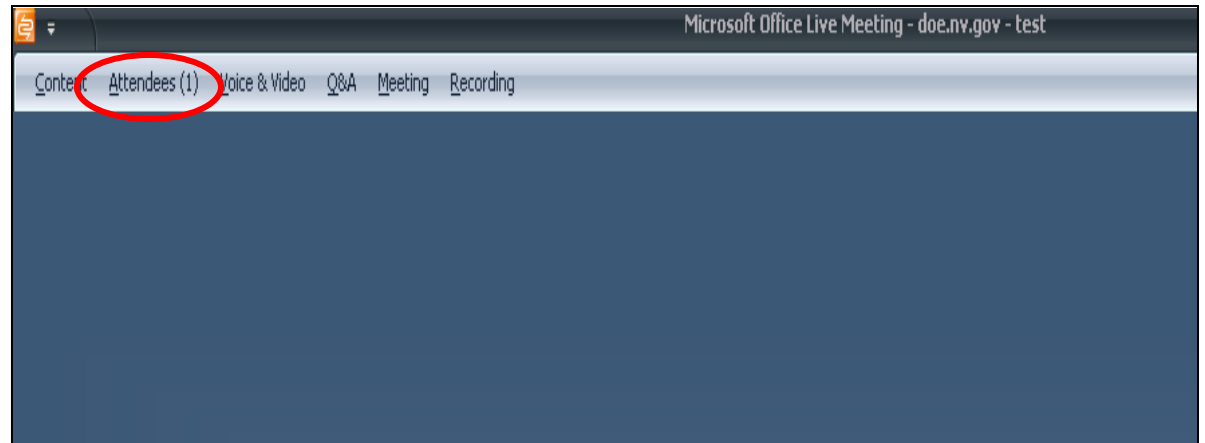 Microsoft Office Live Meeting - doe.nv.gov - test
Content Attendees (1) Voice & Video Q&A Meeting Recording